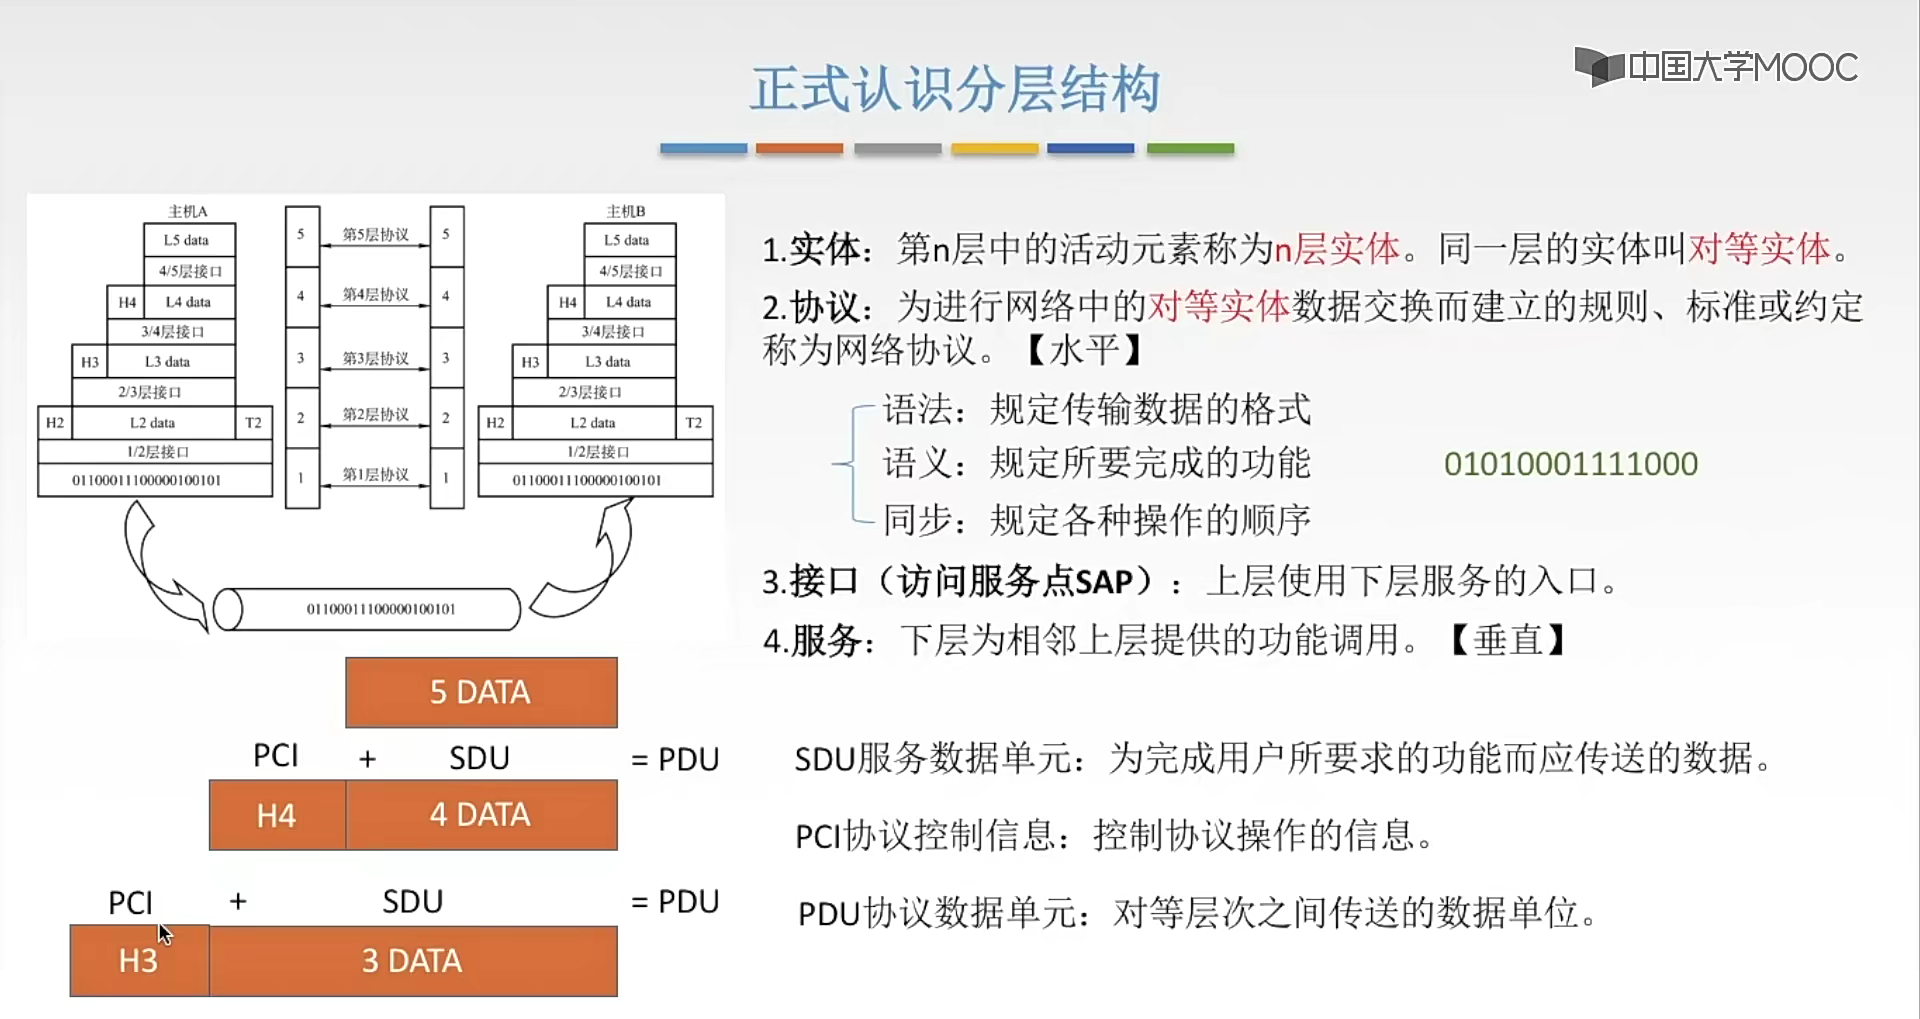 正式认识分层结构
中国大学MOOC
主机A
L5 data
4/5层接口
H4 L4 data
3/4层接口
H3 L3 data
2/3层接口
H2 L2 data T2
1/2层接口
01100011100000100101
5 第5层协议 5
4 第4层协议 4
3 第3层协议 3
2 第2层协议 2
1 第1层协议 1
主机B
L5 data
4/5层接口
H4 L4 data
3/4层接口
H3 L3 data
2/3层接口
H2 L2 data T2
1/2层接口
01100011100000100101
01100011100000100101
1.实体：第n层中的活动元素称为n层实体。同一层的实体叫对等实体。
2.协议：为进行网络中的对等实体数据交换而建立的规则、标准或约定
称为网络协议。【水平】
语法：规定传输数据的格式
语义：规定所要完成的功能
01010001111000
同步：规定各种操作的顺序
3.接口（访问服务点SAP）：上层使用下层服务的入口。
4.服务：下层为相邻上层提供的功能调用。【垂直】
5 DATA
PCI + SDU = PDU
H4 4 DATA
PCI + SDU = PDU
H3 3 DATA
SDU服务数据单元：为完成用户所要求的功能而应传送的数据。
PCI协议控制信息：控制协议操作的信息。
PDU协议数据单元：对等层次之间传送的数据单位。